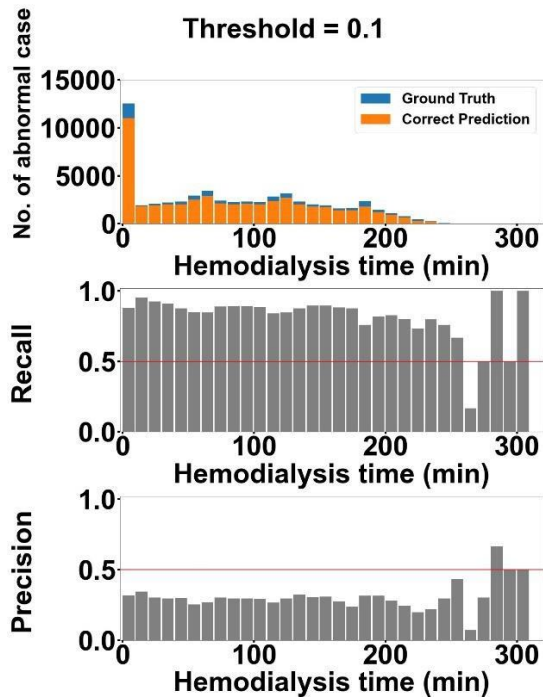 Threshold = 0.1
No. of abnormal case
15000
10000
5000
0
Ground Truth
Correct Prediction
0 100 200 300
Hemodialysis time (min)
Recall
1.0
0.5
0.0
0 100 200 300
Hemodialysis time (min)
Precision
1.0
0.5
0.0
0 100 200 300
Hemodialysis time (min)